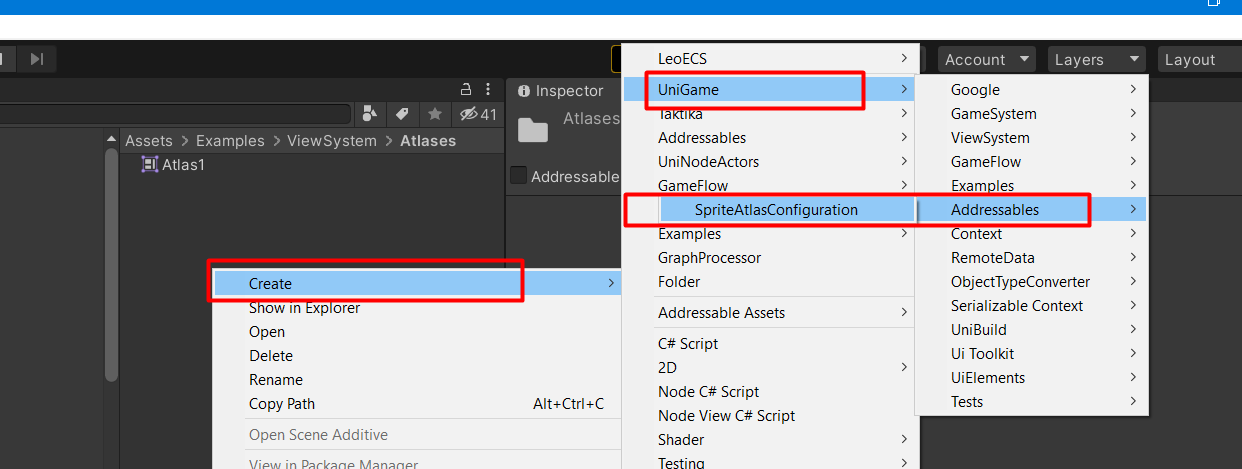 Account
Layers
Layout
Inspector
41
Atlases
Assets > Examples > ViewSystem > Atlases
Atlas1
Addressable
Create
Show in Explorer
Open
Delete
Rename
Copy Path Alt+Ctrl+C
Open Scene Additive
View in Package Manager
LeoECS
UniGame
Taktika
Addressables
UniNodeActors
GameFlow
SpriteAtlasConfiguration
Examples
GraphProcessor
Folder
Addressable Assets
C# Script
2D
Node C# Script
Node View C# Script
Shader
Testing
Google
GameSystem
ViewSystem
GameFlow
Examples
Addressables
Context
RemoteData
ObjectTypeConverter
Serializable Context
UniBuild
Ui Toolkit
UiElements
Tests